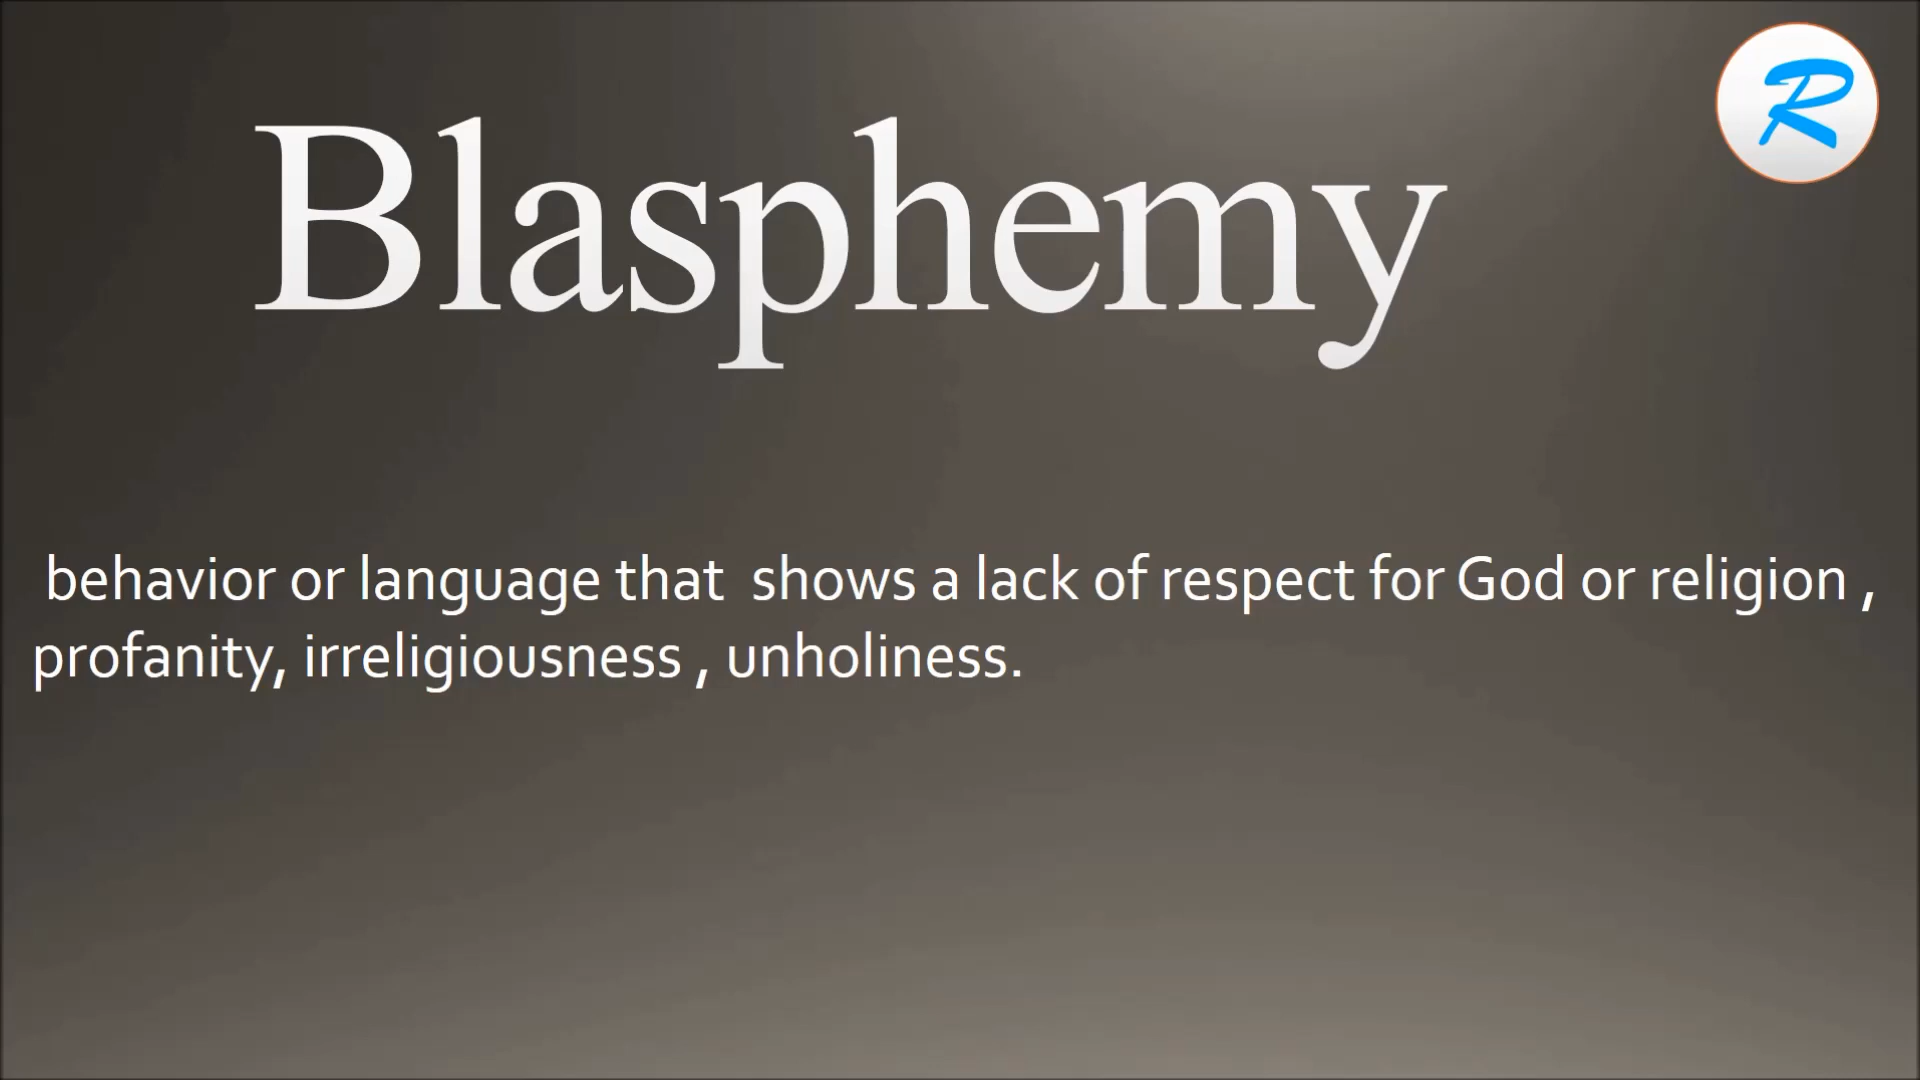 R
Blasphemy
behavior or language that shows a lack of respect for God or religion ,
profanity, irreligiousness , unholiness.